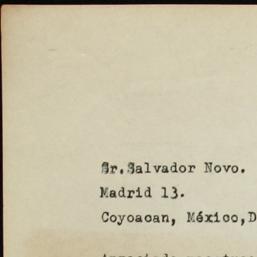 Sr.Salvador Novo.
Madrid 13.
Coyoacan, México,D